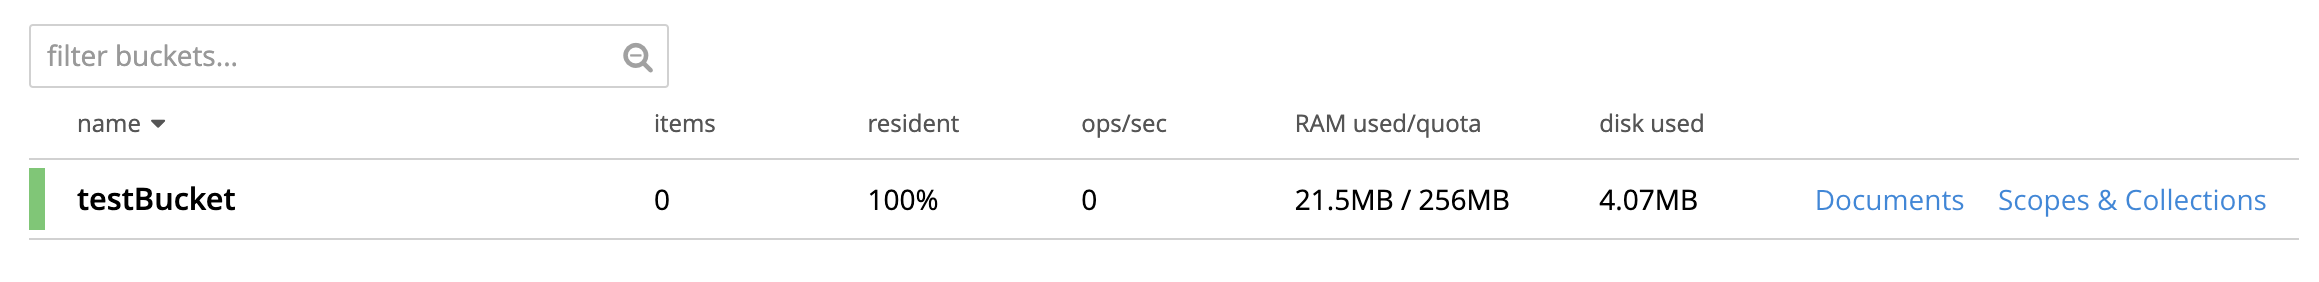 filter buckets...
name items resident ops/sec RAM used/quota disk used
testBucket 0 100% 0 21.5MB / 256MB 4.07MB Documents Scopes & Collections